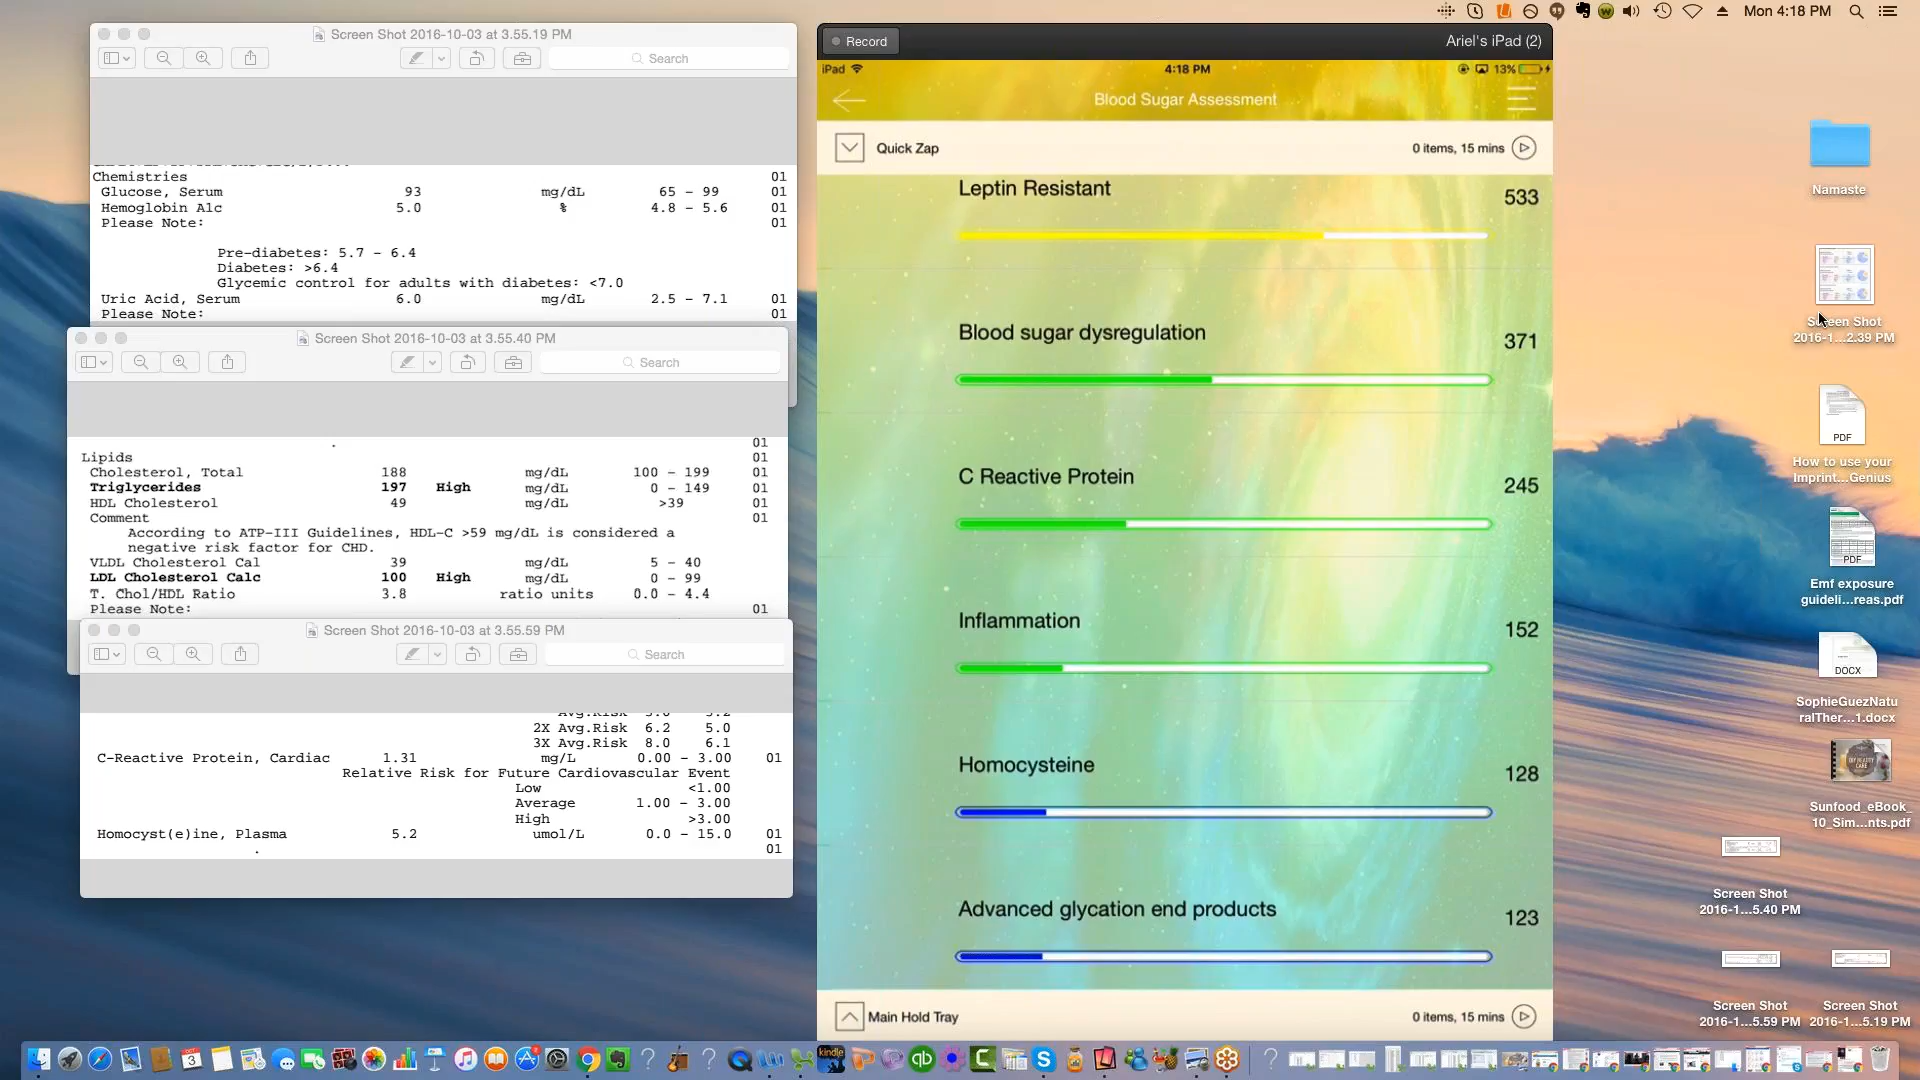 Mon 4:18 PM
Screen Shot 2016-10-03 at 3.55.19 PM
Search
Chemistries 01
Glucose, Serum 93 mg/dL 65 - 99 01
Hemoglobin A1c 5.0 % 4.8 - 5.6 01
Please Note: 01
Pre-diabetes: 5.7 - 6.4
Diabetes: >6.4
Glycemic control for adults with diabetes: <7.0
Uric Acid, Serum 6.0 mg/dL 2.5 - 7.1 01
Please Note: 01
Screen Shot 2016-10-03 at 3.55.40 PM
Search
01
Lipids 01
Cholesterol, Total 188 mg/dL 100 - 199 01
Triglycerides 197 High mg/dL 0 - 149 01
HDL Cholesterol 49 mg/dL >39 01
Comment 01
According to ATP-III Guidelines, HDL-C >59 mg/dL is considered a
negative risk factor for CHD.
VLDL Cholesterol Cal 39 mg/dL 5 - 40
LDL Cholesterol Calc 100 High mg/dL 0 - 99
T. Chol/HDL Ratio 3.8 ratio units 0.0 - 4.4
Please Note: 01
Screen Shot 2016-10-03 at 3.55.59 PM
Search
2X Avg.Risk 6.2 5.0
3X Avg.Risk 8.0 6.1
C-Reactive Protein, Cardiac 1.31 mg/L 0.00 - 3.00 01
Relative Risk for Future Cardiovascular Event
Low <1.00
Average 1.00 - 3.00
High >3.00
Homocyst(e)ine, Plasma 5.2 umol/L 0.0 - 15.0 01
01
Record
Ariel's iPad (2)
iPad 4:18 PM 13%
Blood Sugar Assessment
Quick Zap 0 items, 15 mins
Leptin Resistant 533
Blood sugar dysregulation 371
C Reactive Protein 245
Inflammation 152
Homocysteine 128
Advanced glycation end products 123
Main Hold Tray 0 items, 15 mins
Namaste
Screen Shot
2016-1...2.39 PM
PDF
How to use your
Imprint...Genius
PDF
Emf exposure
guideli...reas.pdf
DOCX
SophieGuezNatu
ralTher...1.docx
DIY BEAUTY
CARE
Sunfood_eBook_
10_Sim...nts.pdf
Screen Shot
2016-1...5.40 PM
Screen Shot
2016-1...5.59 PM
Screen Shot
2016-1...5.19 PM
OCT
3
kindle
qb